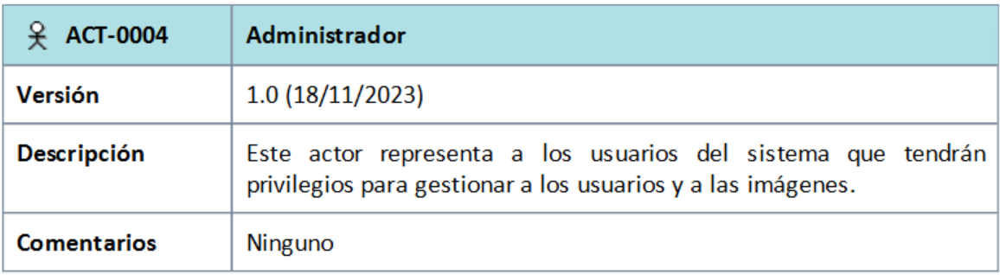 ACT-0004 Administrador
Versión 1.0 (18/11/2023)
Descripción Este actor representa a los usuarios del sistema que tendrán
privilegios para gestionar a los usuarios y a las imágenes.
Comentarios Ninguno